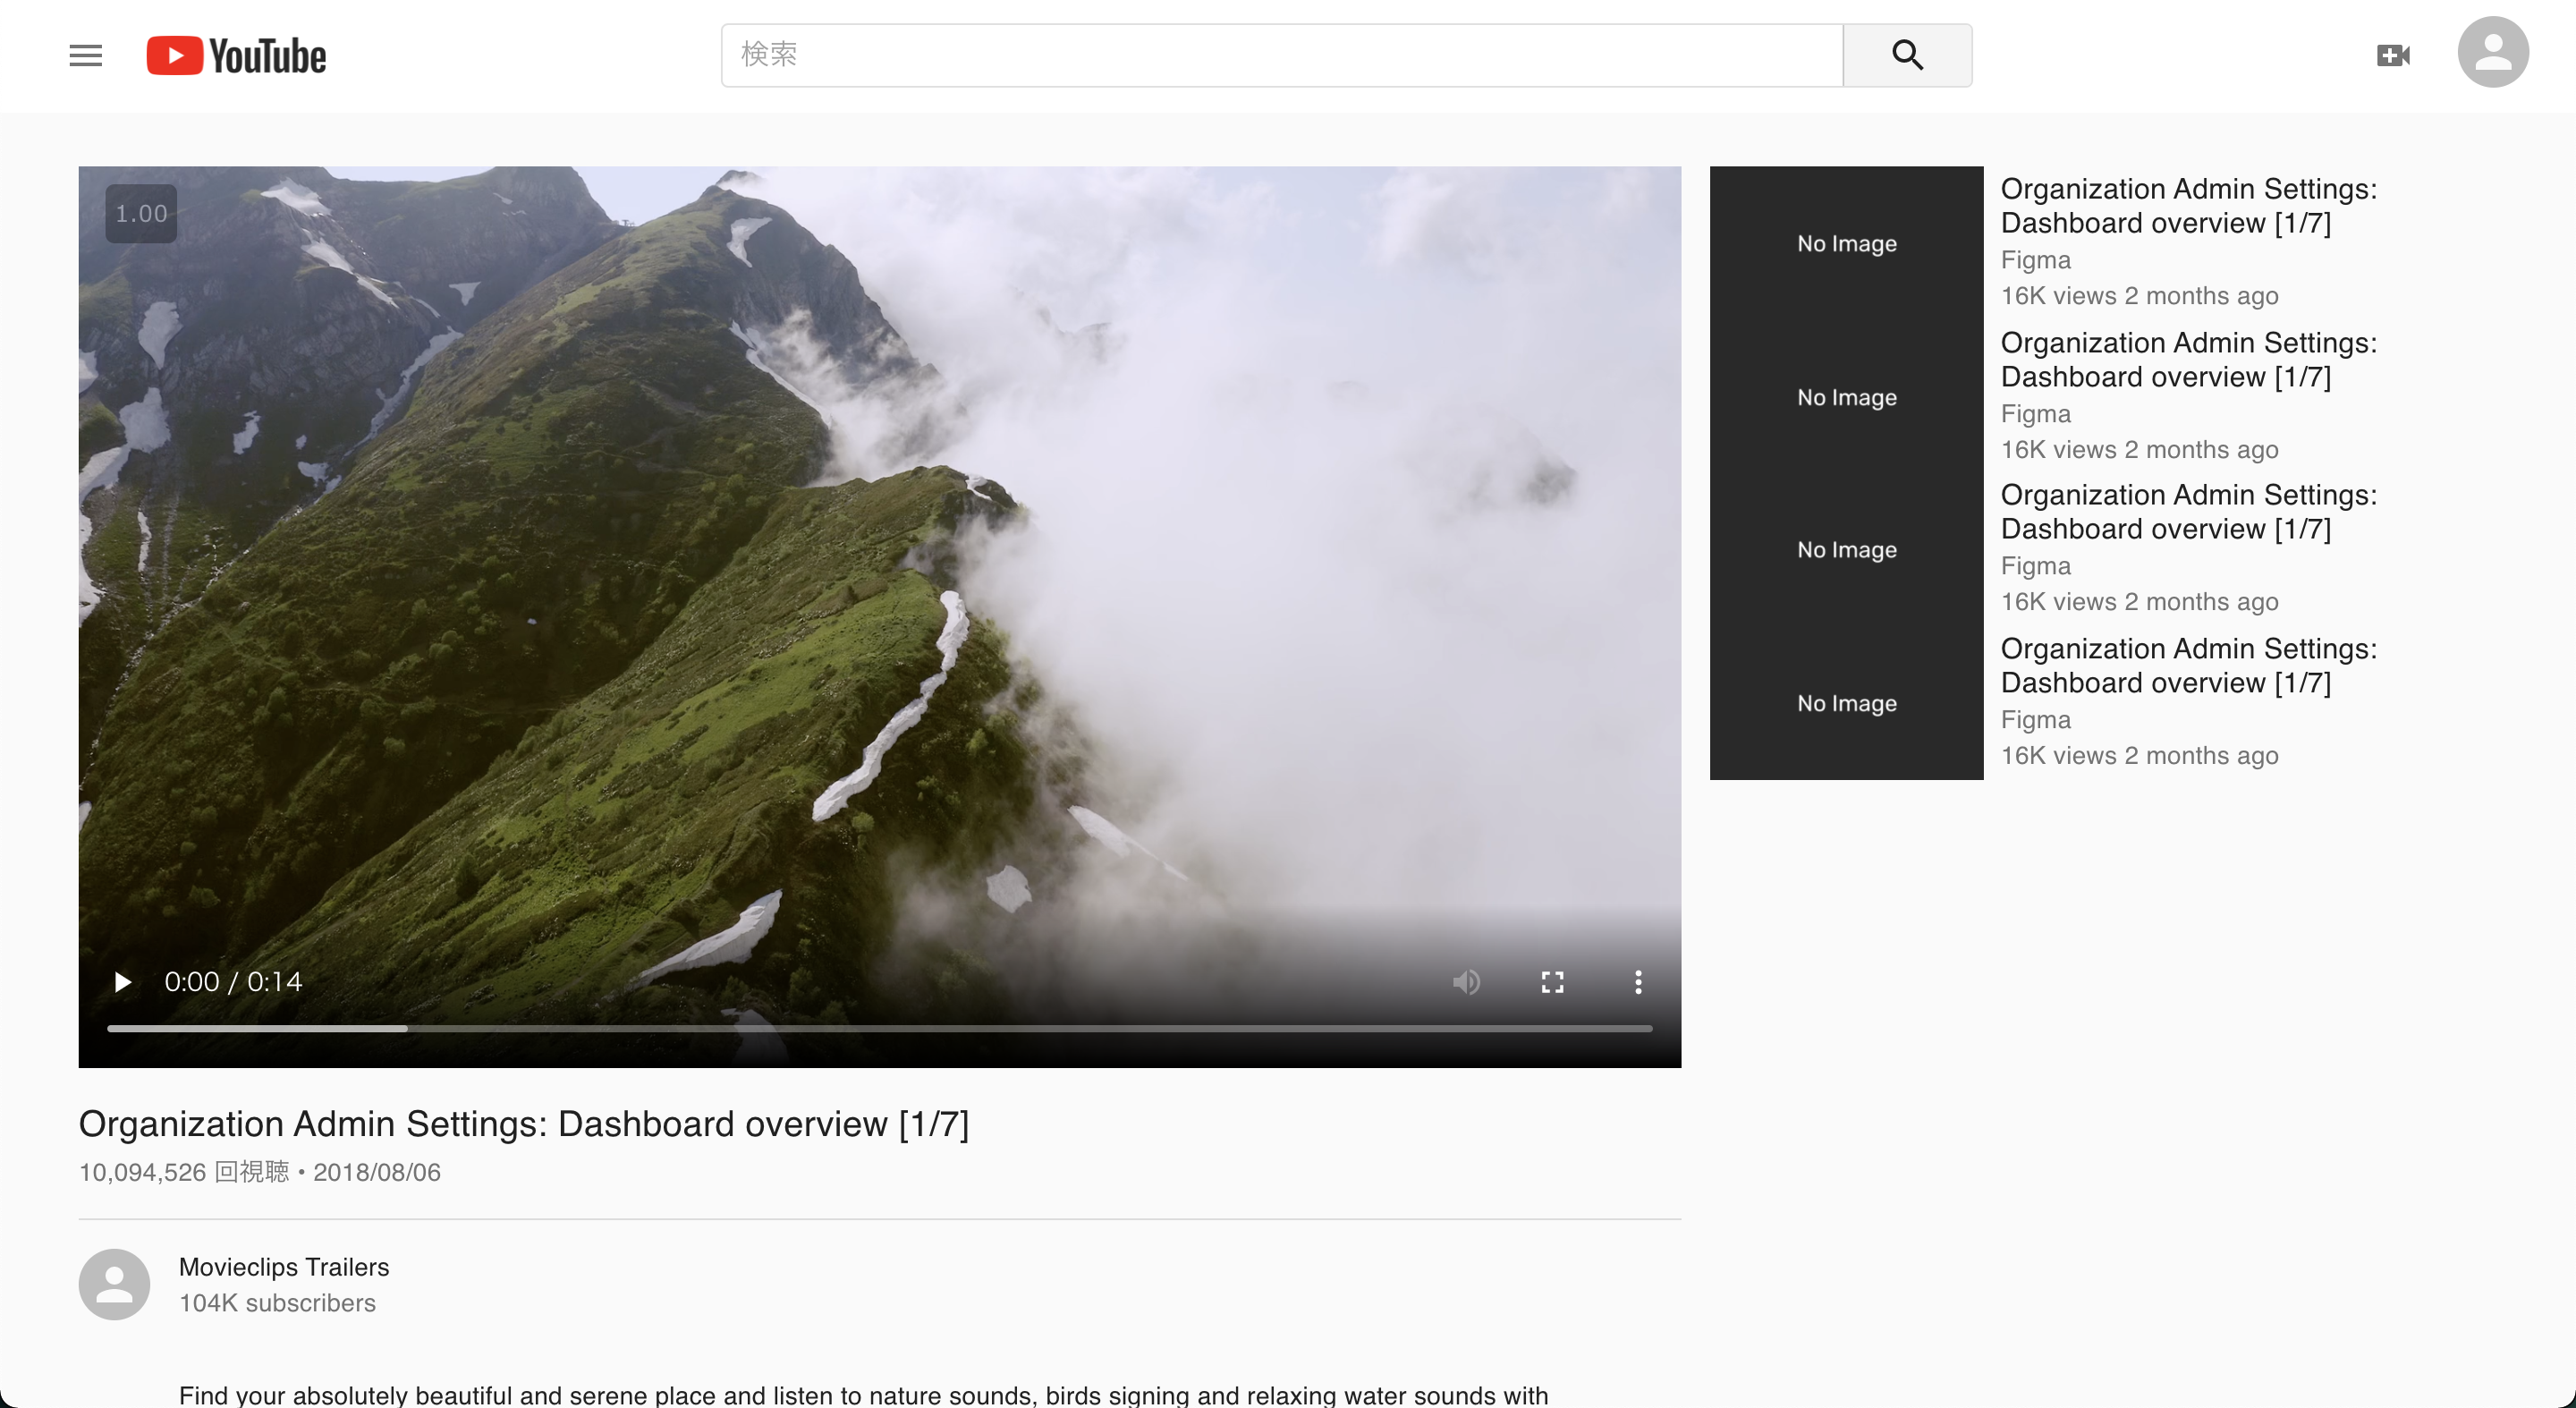 YouTube
検索
1.00
0:00 / 0:14
Organization Admin Settings: Dashboard overview [1/7]
10,094,526 回視聴 • 2018/08/06
Movieclips Trailers
104K subscribers
Find your absolutely beautiful and serene place and listen to nature sounds, birds signing and relaxing water sounds with
No Image
Organization Admin Settings:
Dashboard overview [1/7]
Figma
16K views 2 months ago
No Image
Organization Admin Settings:
Dashboard overview [1/7]
Figma
16K views 2 months ago
No Image
Organization Admin Settings:
Dashboard overview [1/7]
Figma
16K views 2 months ago
No Image
Organization Admin Settings:
Dashboard overview [1/7]
Figma
16K views 2 months ago